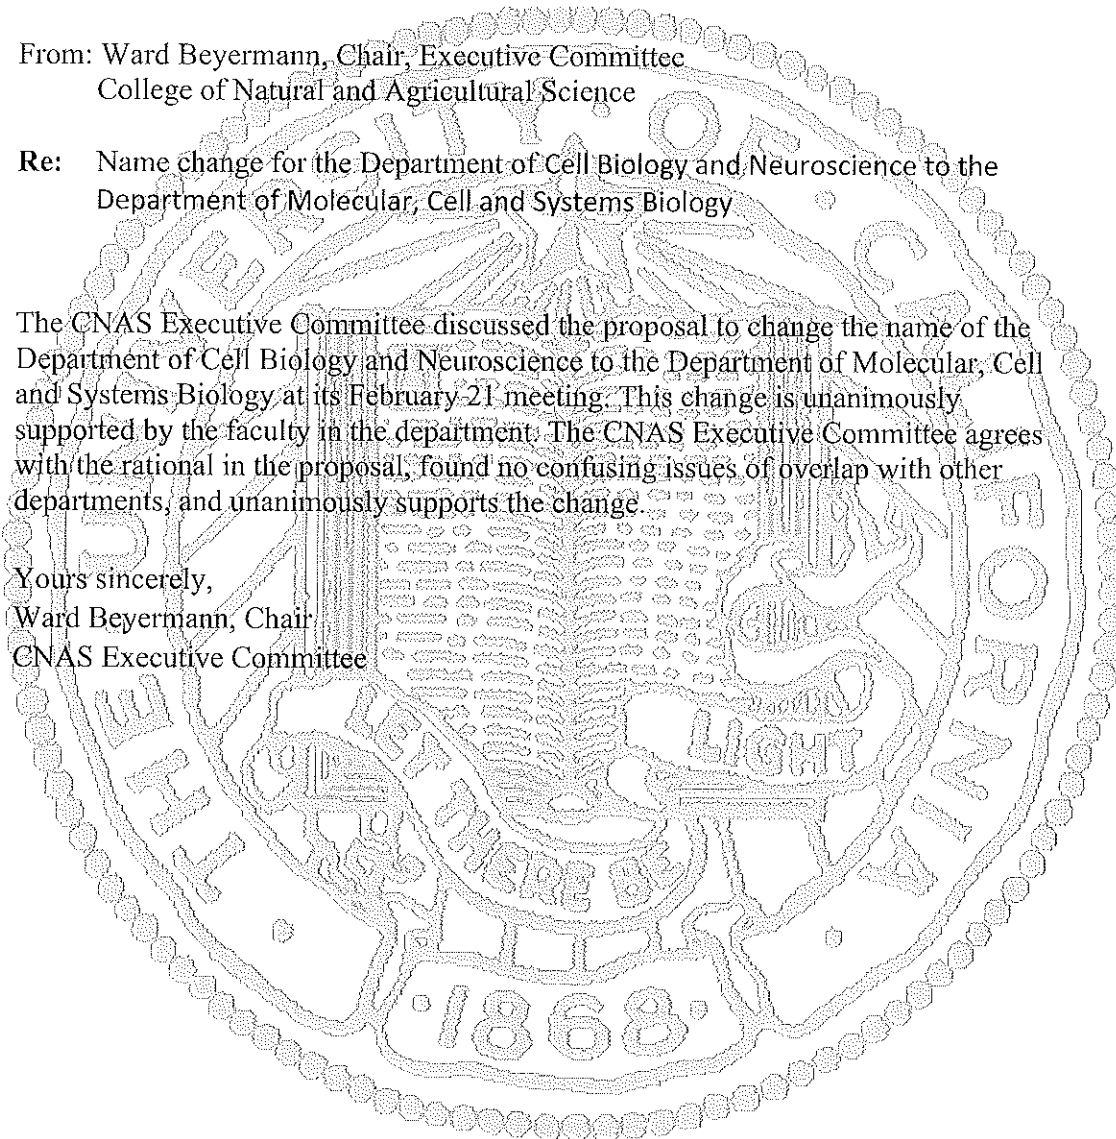 From: Ward Beyermann, Chair, Executive Committee
College of Natural and Agricultural Science
Re: Name change for the Department of Cell Biology and Neuroscience to the
Department of Molecular, Cell and Systems Biology
The CNAS Executive Committee discussed the proposal to change the name of the
Department of Cell Biology and Neuroscience to the Department of Molecular, Cell
and Systems Biology at its February 21 meeting. This change is unanimously
supported by the faculty in the department. The CNAS Executive Committee agrees
with the rational in the proposal, found no confusing issues of overlap with other
departments, and unanimously supports the change.
Yours sincerely,
Ward Beyermann, Chair
CNAS Executive Committee
THE UNIVERSITY OF CALIFORNIA
LET THERE BE
LIGHT
·1868·